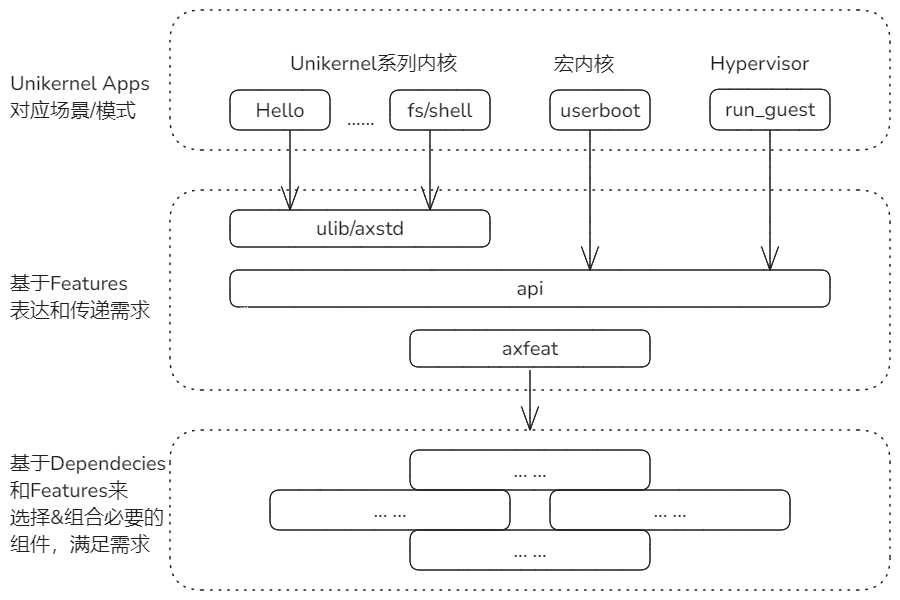 Unikernel Apps
对应场景/模式
Unikernel系列内核
宏内核
Hypervisor
Hello
......
fs/shell
userboot
run_guest
基于Features
表达和传递需求
ulib/axstd
api
axfeat
基于Dependecies
和Features来
选择&组合必要的
组件，满足需求
... ...
... ...
... ...
... ...